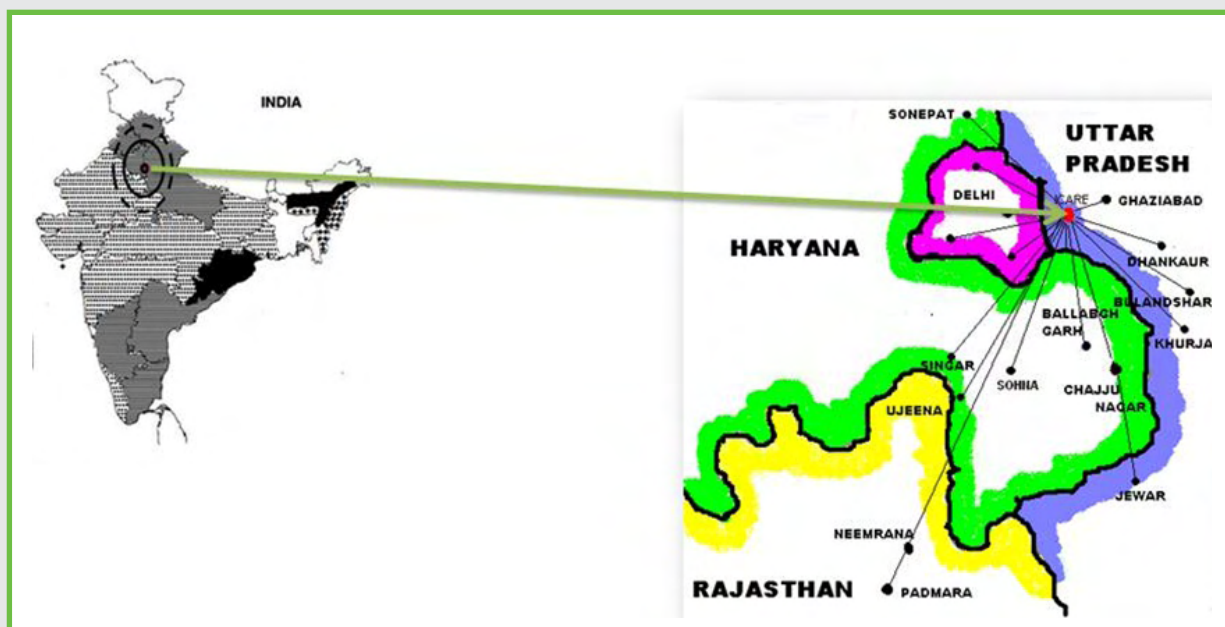 INDIA
SONEPAT
UTTAR
PRADESH
DELHI
ICARE
GHAZIABAD
HARYANA
DHANKAUR
BULANDSHAR
BALLABGH
GARH
KHURJA
SINGAR
SOHNA
CHAJJU
NAGAR
UJEENA
JEWAR
NEEMRANA
RAJASTHAN
PADMARA